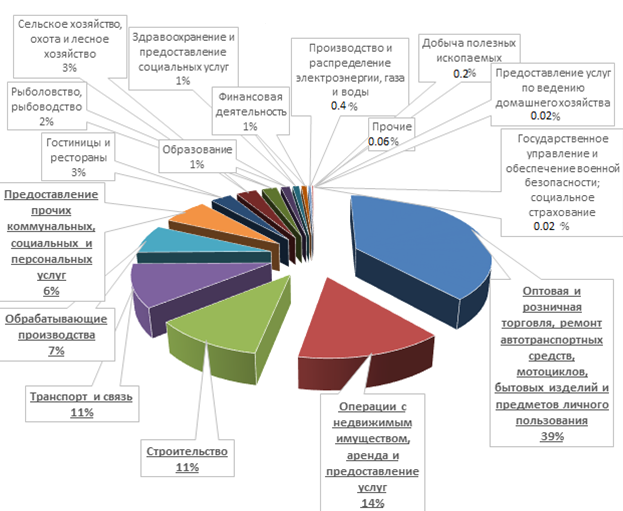 Сельское хозяйство,
охота и лесное
хозяйство
3%
Здравоохранение и
предоставление
социальных услуг
1%
Производство и
распределение
электроэнергии, газа
и воды
0.4 %
Добыча полезных
ископаемых
0.2%
Предоставление услуг
по ведению
домашнегохозяйства
0.02%
Рыболовство,
рыбоводство
2%
Финансовая
деятельность
1%
Прочие
0.06%
Гостиницы и
рестораны
3%
Образование
1%
Государственное
управление и
обеспечение военной
безопасности;
социальное
страхование
0.02 %
Предоставление
прочих
коммунальных,
социальных и
персональных
услуг
6%
Обрабатывающие
производства
7%
Транспорт и связь
11%
Строительство
11%
Операции с
недвижимым
имуществом,
аренда и
предоставление
услуг
14%
Оптовая и
розничная
торговля, ремонт
автотранспортных
средств,
мотоциклов,
бытовых изделий и
предметов личного
пользования
39%